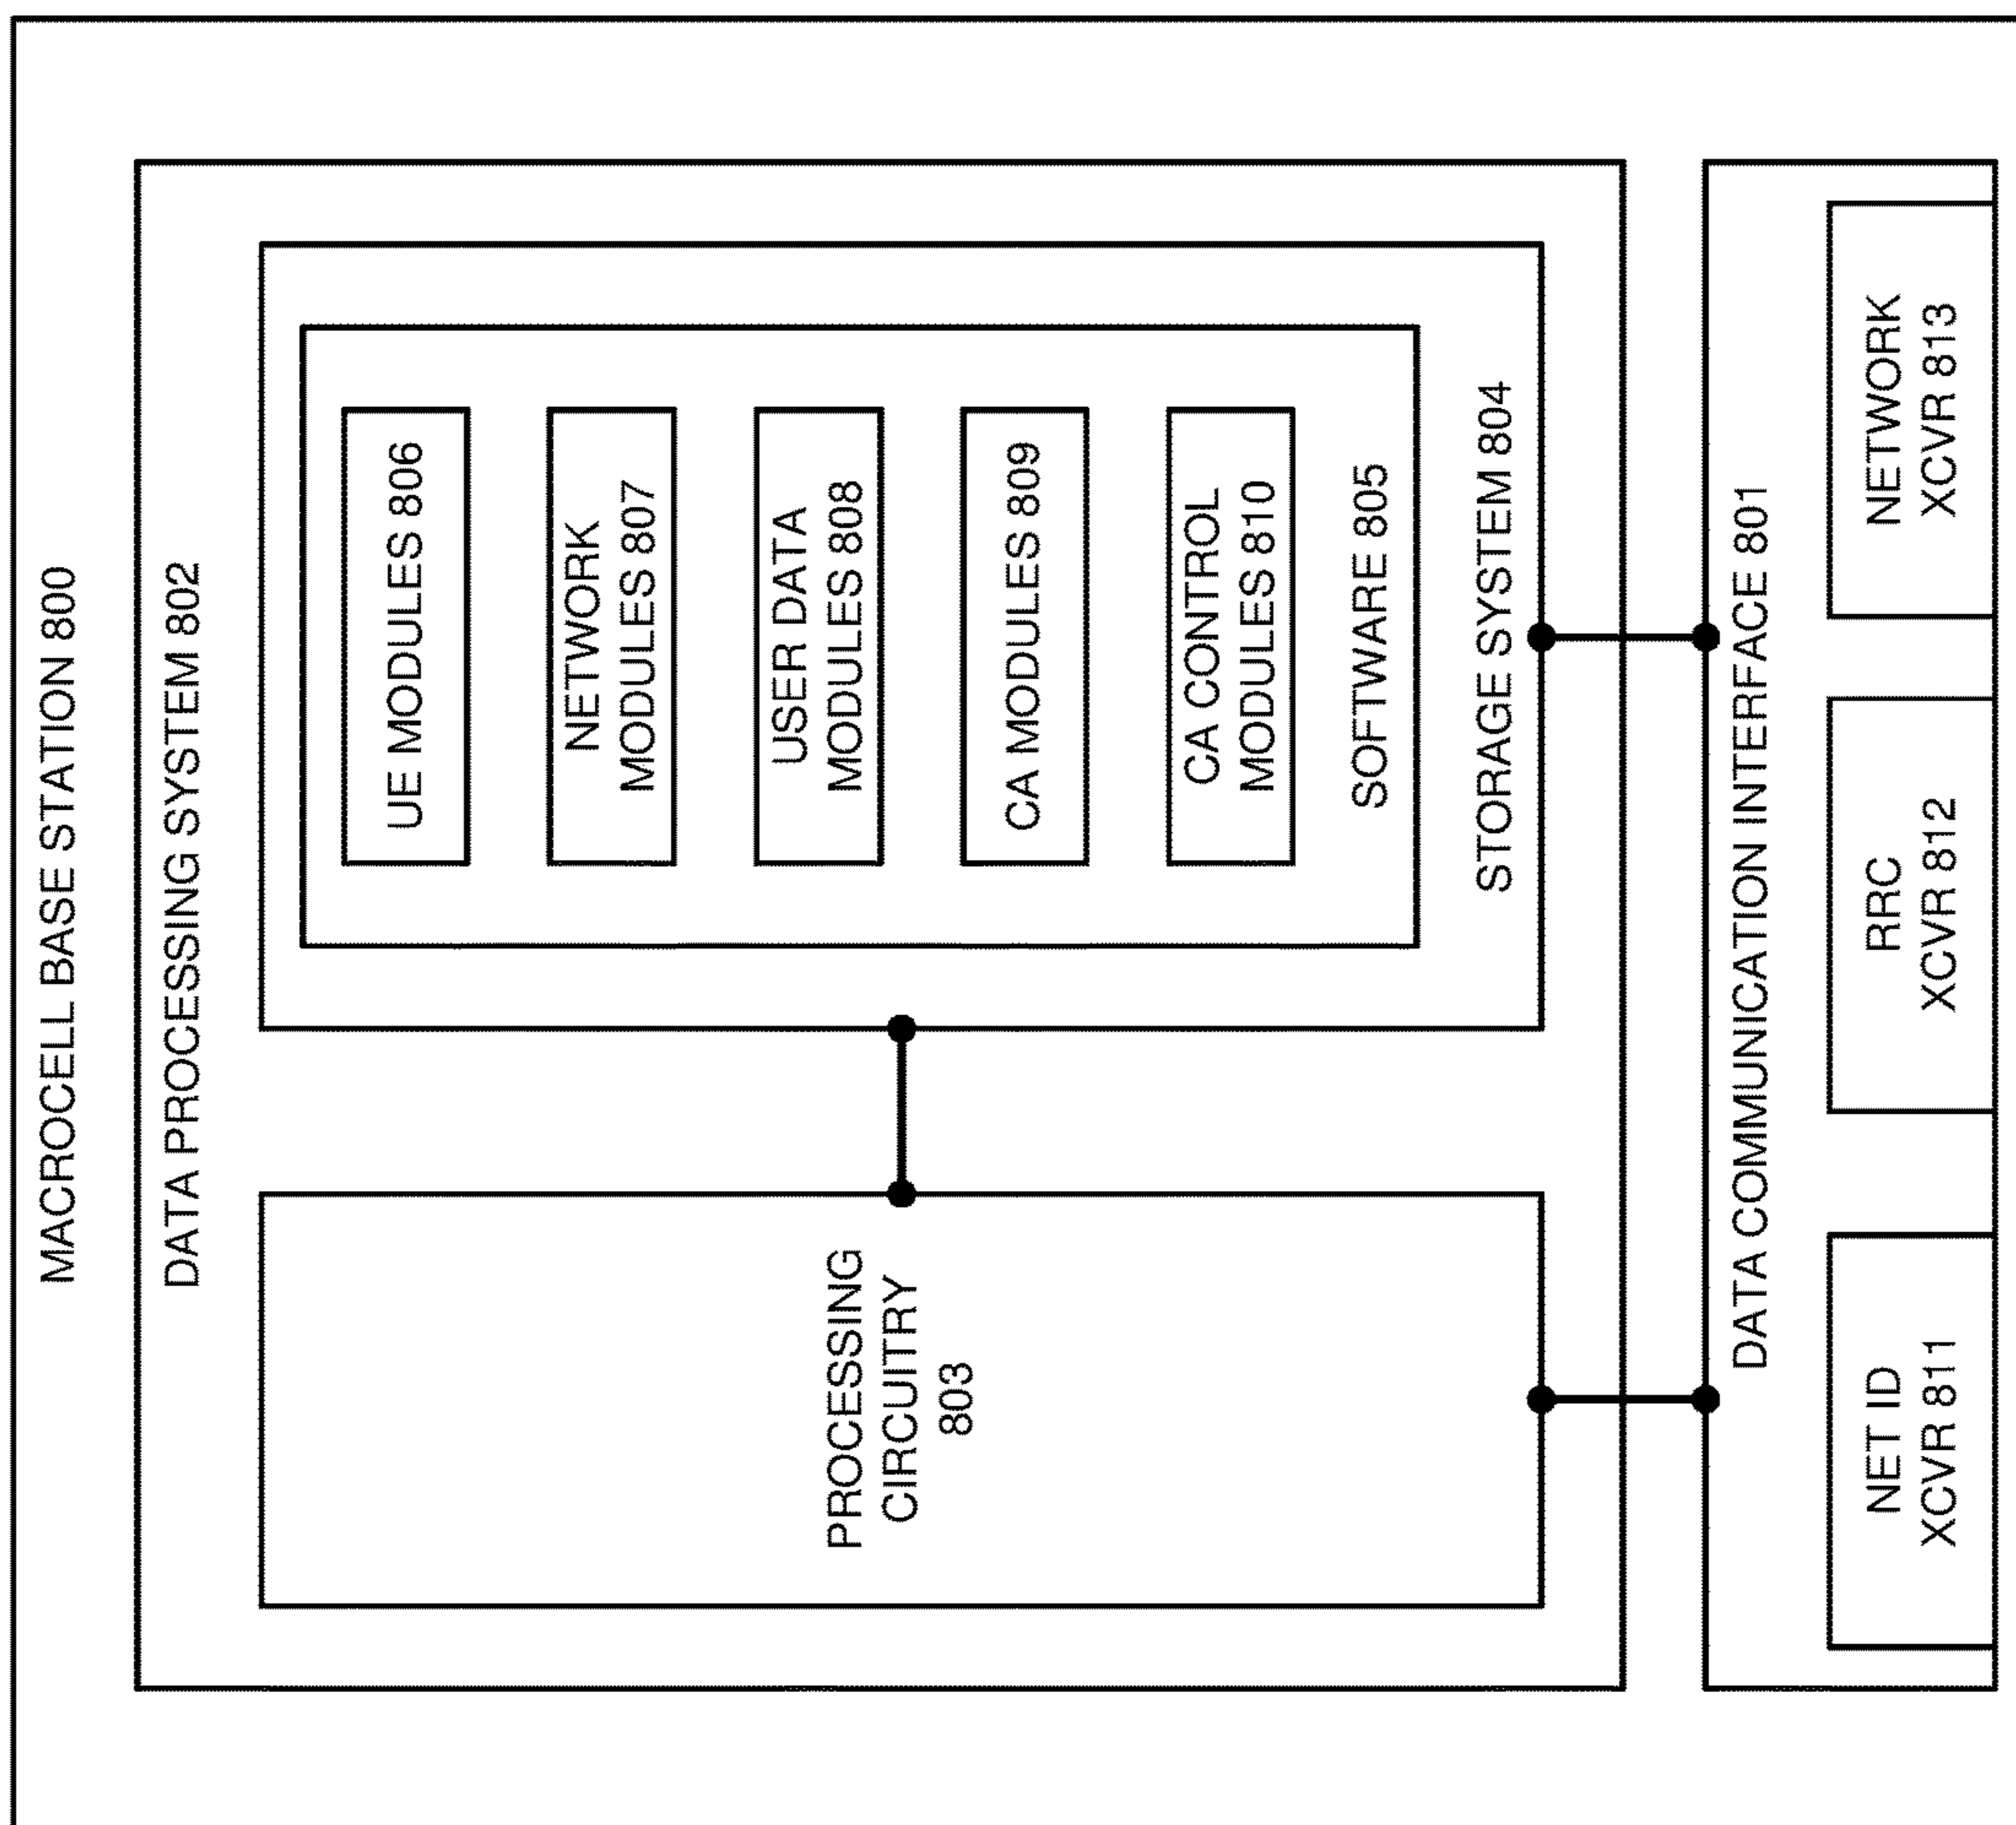 MACROCELL BASE STATION 800
DATA PROCESSING SYSTEM 802
PROCESSING
CIRCUITRY
803
UE MODULES 806
NETWORK
MODULES 807
USER DATA
MODULES 808
CA MODULES 809
CA CONTROL
MODULES 810
SOFTWARE 805
STORAGE SYSTEM 804
DATA COMMUNICATION INTERFACE 801
NET ID
XCVR 811
RRC
XCVR 812
NETWORK
XCVR 813